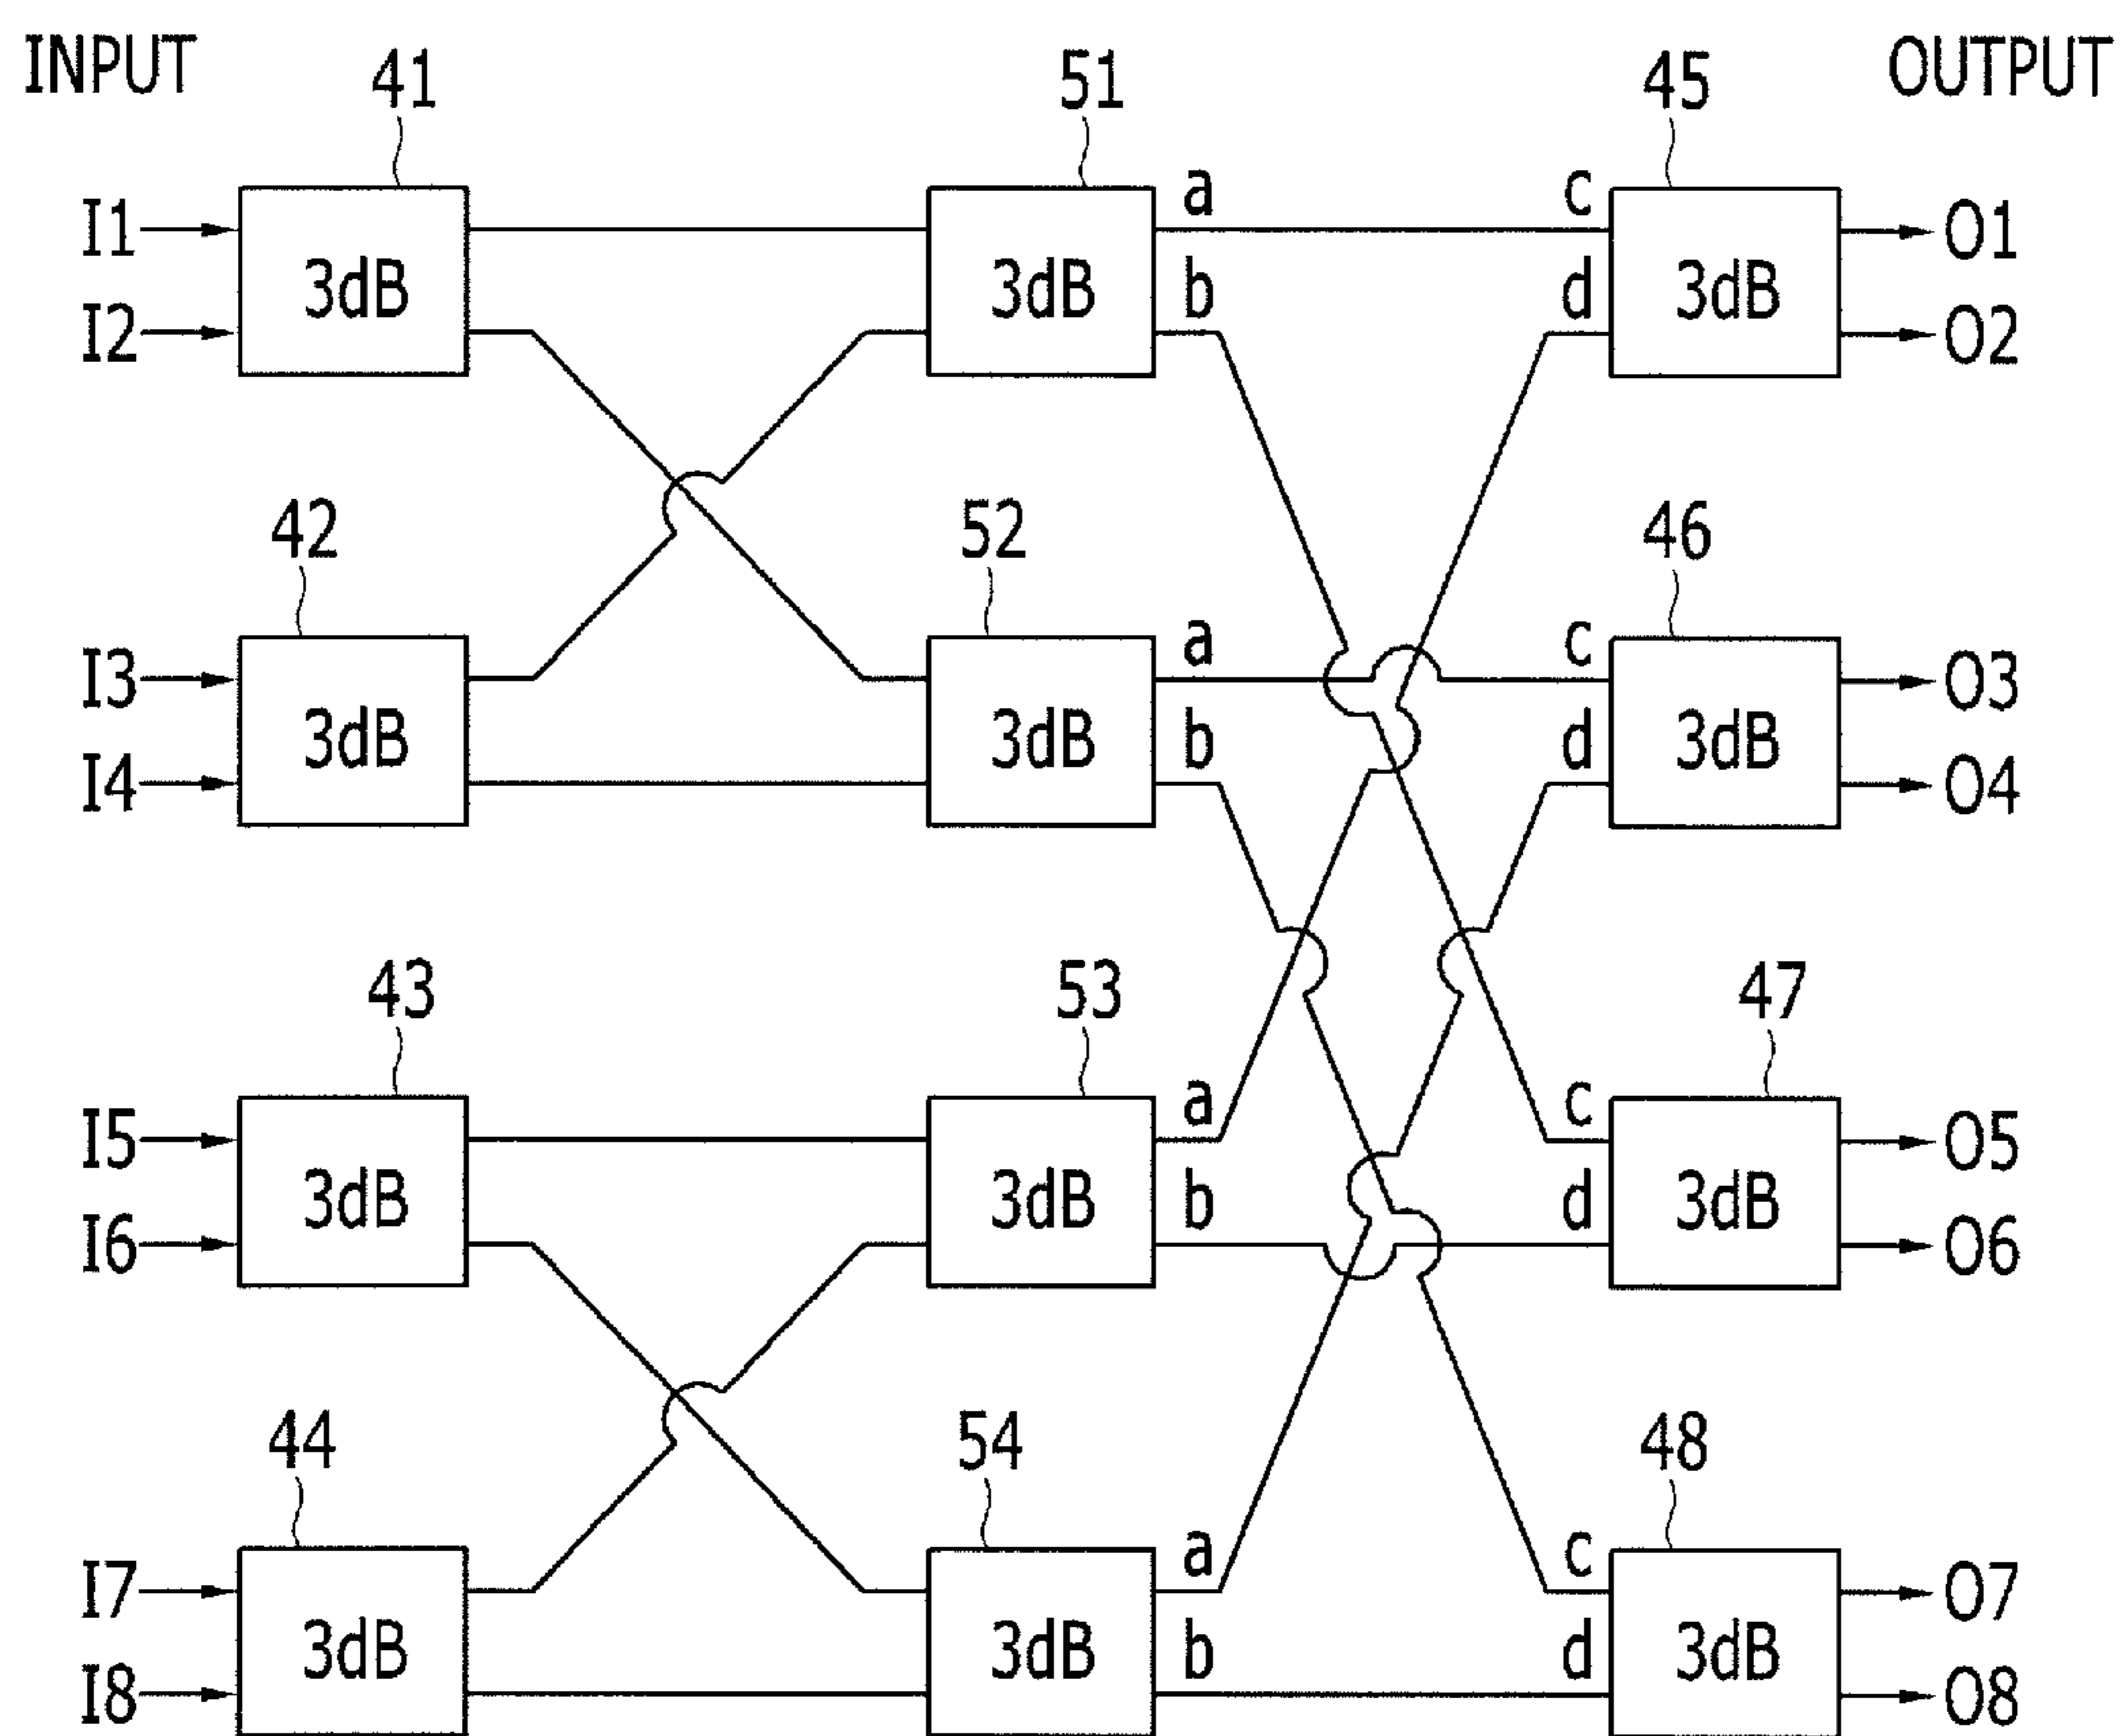 INPUT 41 51 45 OUTPUT
I1 a c O1
3dB 3dB 3dB
I2 b d O2
42 52 46
I3 a c O3
3dB 3dB 3dB
I4 b d O4
43 53 47
I5 a c O5
3dB 3dB 3dB
I6 b d O6
44 54 48
I7 a c O7
3dB 3dB 3dB
I8 b d O8